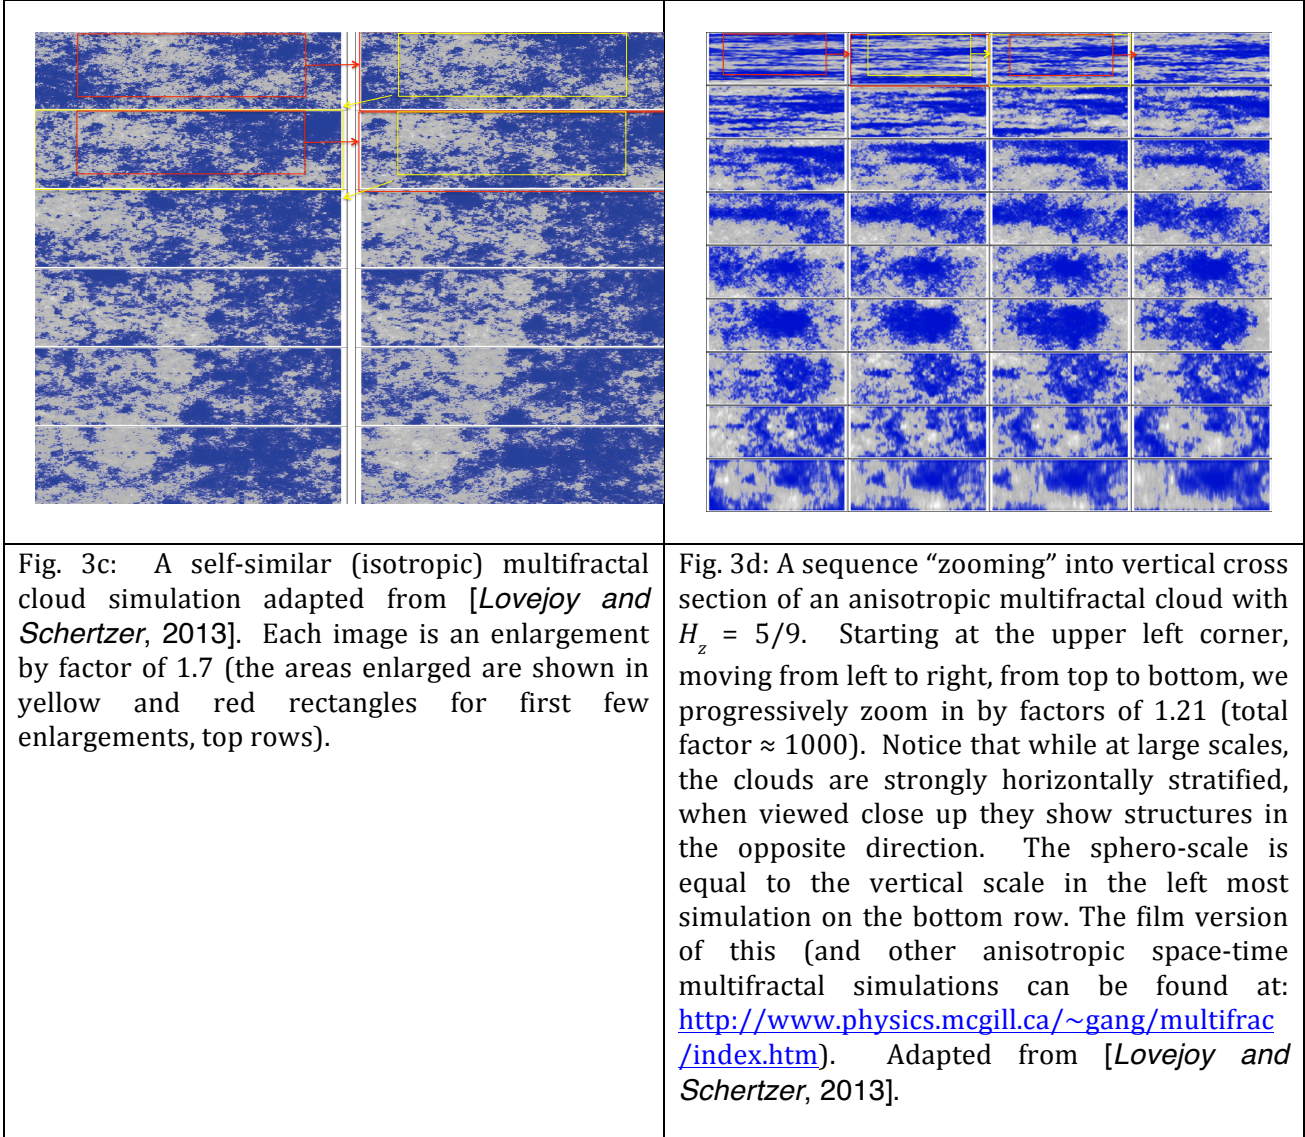 Fig. 3c: A self-similar (isotropic) multifractal
cloud simulation adapted from [Lovejoy and
Schertzer, 2013]. Each image is an enlargement
by factor of 1.7 (the areas enlarged are shown in
yellow and red rectangles for first few
enlargements, top rows).
Fig. 3d: A sequence “zooming” into vertical cross
section of an anisotropic multifractal cloud with
H_z = 5/9. Starting at the upper left corner,
moving from left to right, from top to bottom, we
progressively zoom in by factors of 1.21 (total
factor ≈ 1000). Notice that while at large scales,
the clouds are strongly horizontally stratified,
when viewed close up they show structures in
the opposite direction. The sphero-scale is
equal to the vertical scale in the left most
simulation on the bottom row. The film version
of this (and other anisotropic space-time
multifractal simulations can be found at:
http://www.physics.mcgill.ca/~gang/multifrac
/index.htm). Adapted from [Lovejoy and
Schertzer, 2013].